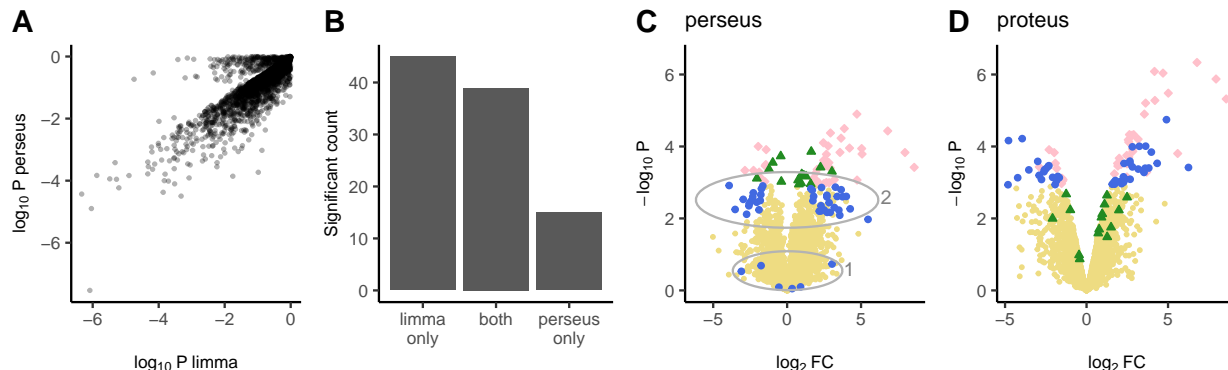 A
B
C
D
perseus
proteus
0
−2
−4
−6
log10 P perseus
−6
−4
−2
0
log10 P limma
40
30
20
10
0
Significant count
limma
only
both
perseus
only
6
4
2
0
−log10 P
2
1
−5
0
5
log2 FC
6
4
2
0
−log10 P
−5
0
5
log2 FC